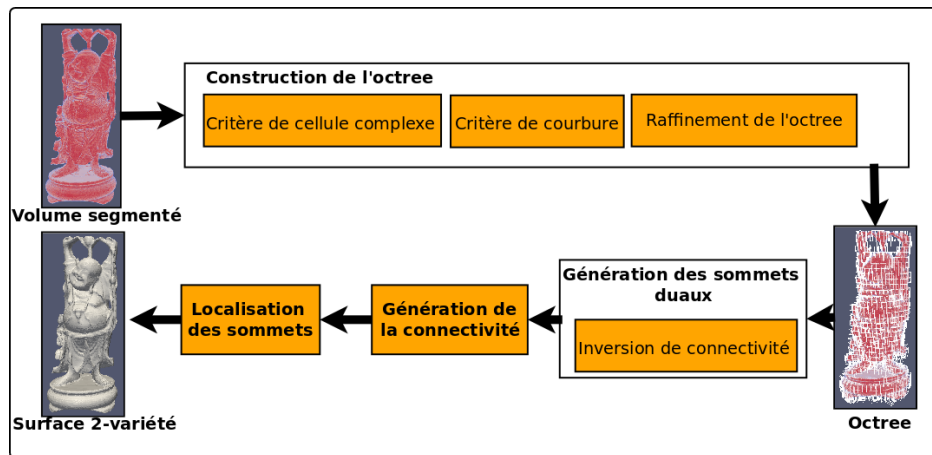 Construction de l'octree
Critère de cellule complexe
Critère de courbure
Raffinement de l'octree
Volume segmenté
Génération des sommets
duaux
Inversion de connectivité
Génération de
la connectivité
Localisation
des sommets
Surface 2-variété
Octree